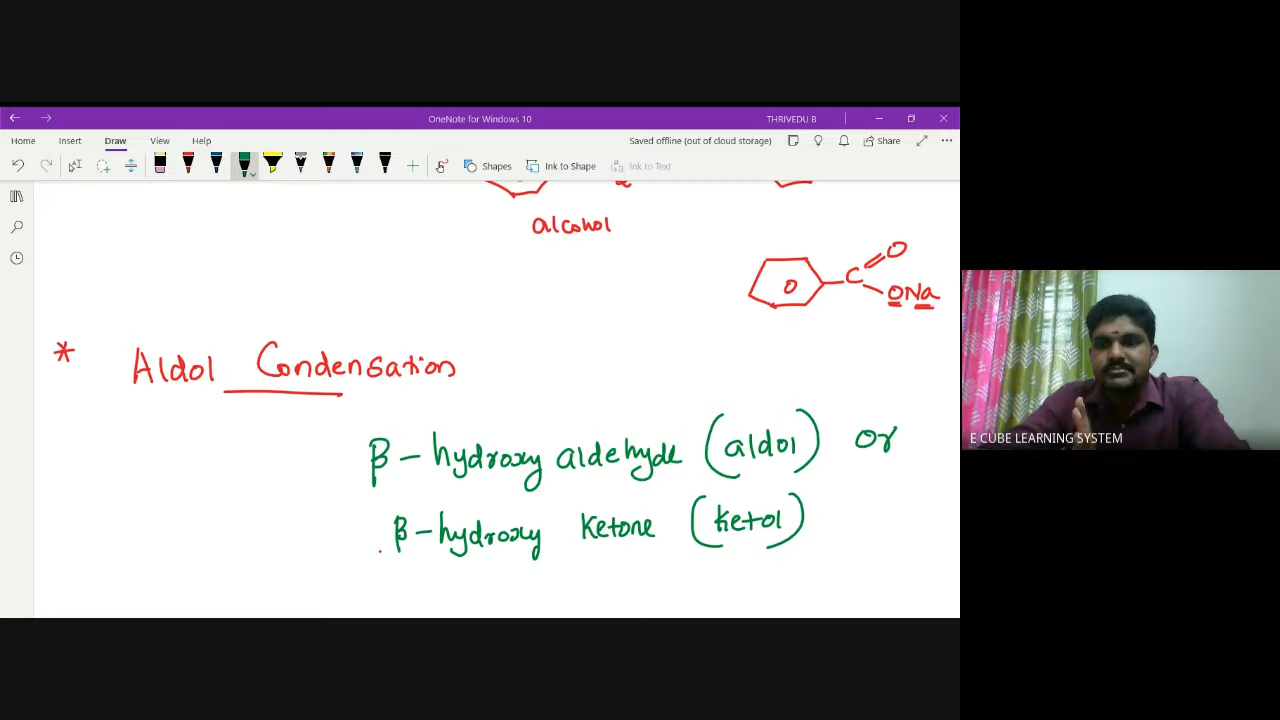 OneNote for Windows 10
THRIVEDU B
Home Insert Draw View Help
Saved offline (out of cloud storage)
Share
Shapes
Ink to Shape
Ink to Text
alcohol
O
C
O
ONa
* Aldol Condensation
β - hydroxy aldehyde (aldol) or
β - hydroxy ketone (ketol)
E CUBE LEARNING SYSTEM